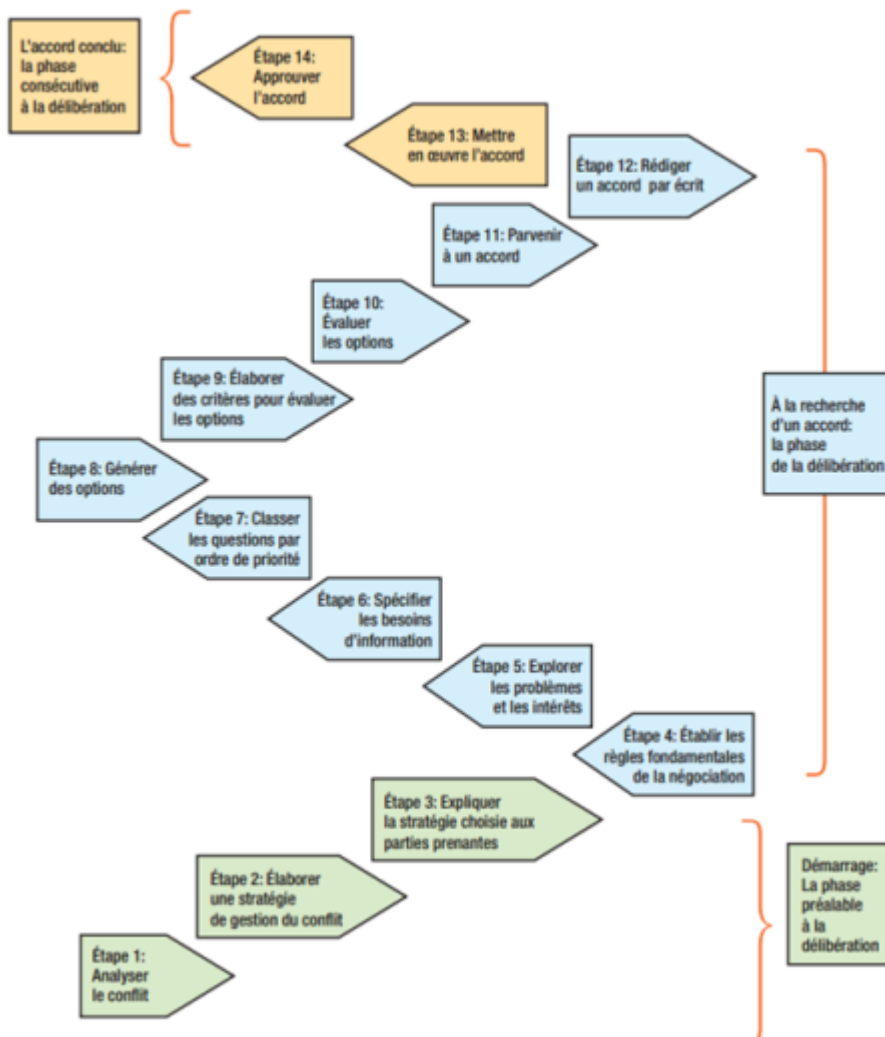 L'accord conclu:
la phase
consécutive
à la délibération
Étape 14:
Approuver
l'accord
Étape 13: Mettre
en œuvre l'accord
Étape 12: Rédiger
un accord par écrit
Étape 11: Parvenir
à un accord
Étape 10:
Évaluer
les options
Étape 9: Élaborer
des critères pour évaluer
les options
À la recherche
d'un accord:
la phase
de la délibération
Étape 8: Générer
des options
Étape 7: Classer
les questions par
ordre de priorité
Étape 6: Spécifier
les besoins
d'information
Étape 5: Explorer
les problèmes
et les intérêts
Étape 4: Établir les
règles fondamentales
de la négociation
Étape 3: Expliquer
la stratégie choisie aux
parties prenantes
Étape 2: Élaborer
une stratégie
de gestion du conflit
Démarrage:
La phase
préalable
à la
délibération
Étape 1:
Analyser
le conflit